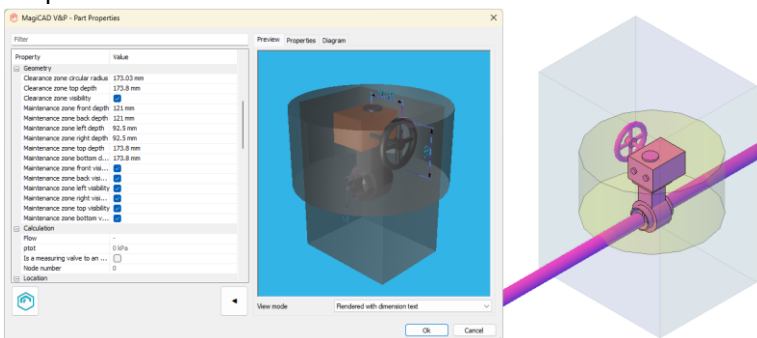 MagiCAD V&P - Part Properties
Filter
Preview Properties Diagram
Property Value
Geometry
Clearance zone circular radius 173.03 mm
Clearance zone top depth 173.8 mm
Clearance zone visibility
Maintenance zone front depth 121 mm
Maintenance zone back depth 121 mm
Maintenance zone left depth 92.5 mm
Maintenance zone right depth 92.5 mm
Maintenance zone top depth 173.8 mm
Maintenance zone bottom d... 173.8 mm
Maintenance zone front visi...
Maintenance zone back visi...
Maintenance zone left visibility
Maintenance zone right visi...
Maintenance zone top visibility
Maintenance zone bottom v...
Calculation
Flow -
ptot 0 kPa
Is a measuring valve to an ...
Node number 0
Location
View mode Rendered with dimension text
Ok Cancel